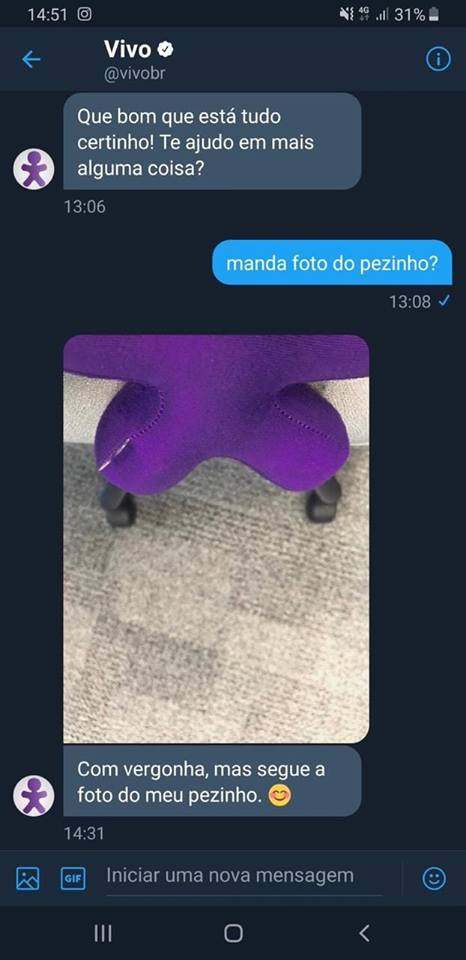 14:51 4G 31%
Vivo
@vivobr
Que bom que está tudo
certinho! Te ajudo em mais
alguma coisa?
13:06
manda foto do pezinho?
13:08
Com vergonha, mas segue a
foto do meu pezinho. 😊
14:31
GIF Iniciar uma nova mensagem